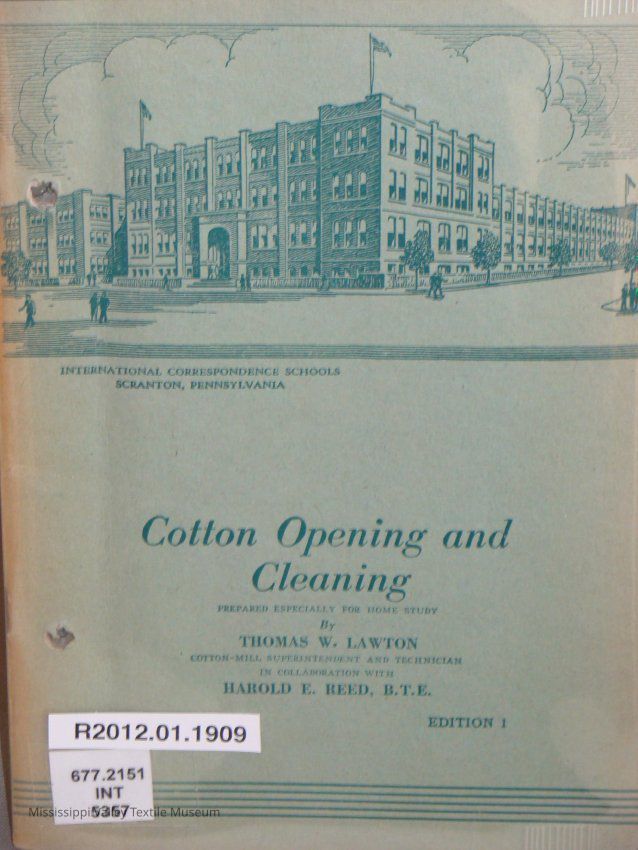 INTERNATIONAL CORRESPONDENCE SCHOOLS
SCRANTON, PENNSYLVANIA
Cotton Opening and
Cleaning
PREPARED ESPECIALLY FOR HOME STUDY
By
THOMAS W. LAWTON
COTTON-MILL SUPERINTENDENT AND TECHNICIAN
IN COLLABORATION WITH
HAROLD E. REED, B.T.E.
EDITION 1
R2012.01.1909
677.2151
INT
5357
Mississippi Valley Textile Museum